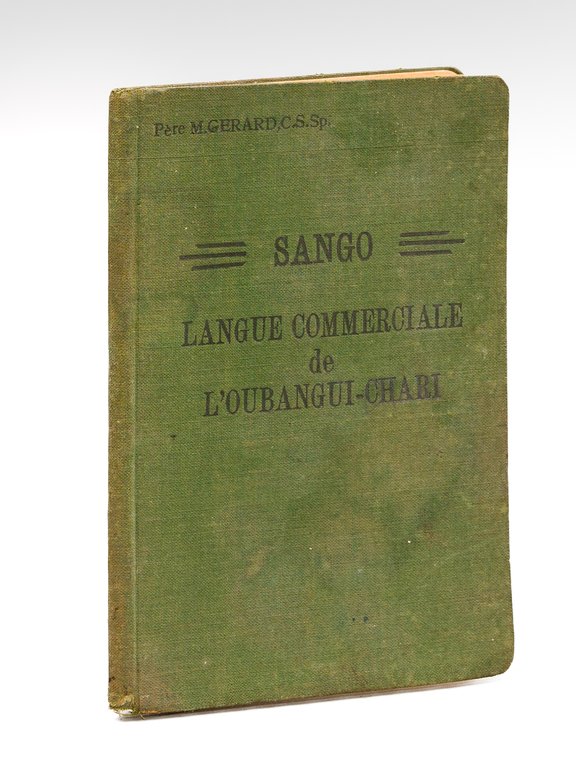 Père M.GERARD,C.S.Sp.
SANGO
LANGUE COMMERCIALE
de
L'OUBANGUI-CHARI